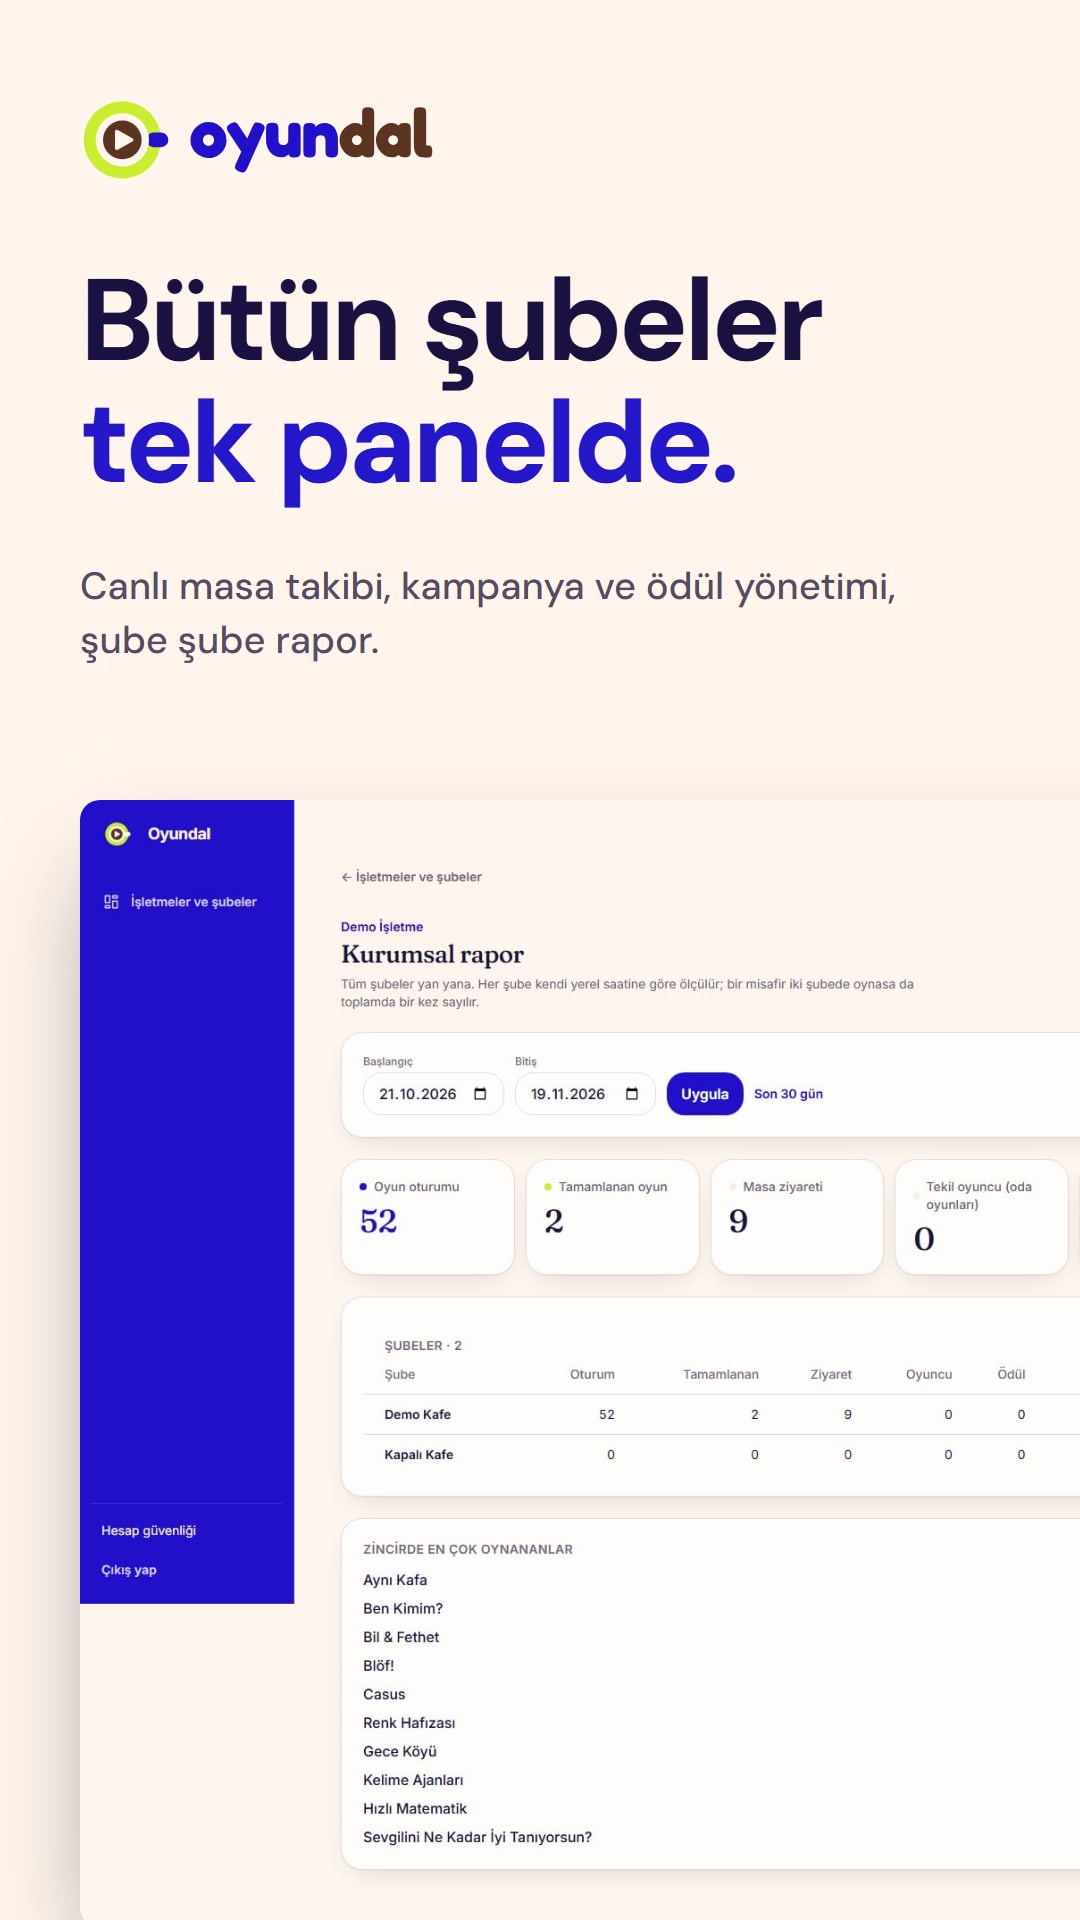 oyundal
Bütün şubeler
tek panelde.
Canlı masa takibi, kampanya ve ödül yönetimi,
şube şube rapor.
Oyundal
İşletmeler ve şubeler
Hesap güvenliği
Çıkış yap
← İşletmeler ve şubeler
Demo İşletme
Kurumsal rapor
Tüm şubeler yan yana. Her şube kendi yerel saatine göre ölçülür; bir misafir iki şubede oynasa da
toplamda bir kez sayılır.
Başlangıç Bitiş
21.10.2026 19.11.2026 Uygula Son 30 gün
Oyun oturumu
52
Tamamlanan oyun
2
Masa ziyareti
9
Tekil oyuncu (oda
oyunları)
0
ŞUBELER · 2
Şube Oturum Tamamlanan Ziyaret Oyuncu Ödül
Demo Kafe 52 2 9 0 0
Kapalı Kafe 0 0 0 0 0
ZİNCİRDE EN ÇOK OYNANANLAR
Aynı Kafa
Ben Kimim?
Bil & Fethet
Blöf!
Casus
Renk Hafızası
Gece Köyü
Kelime Ajanları
Hızlı Matematik
Sevgilini Ne Kadar İyi Tanıyorsun?